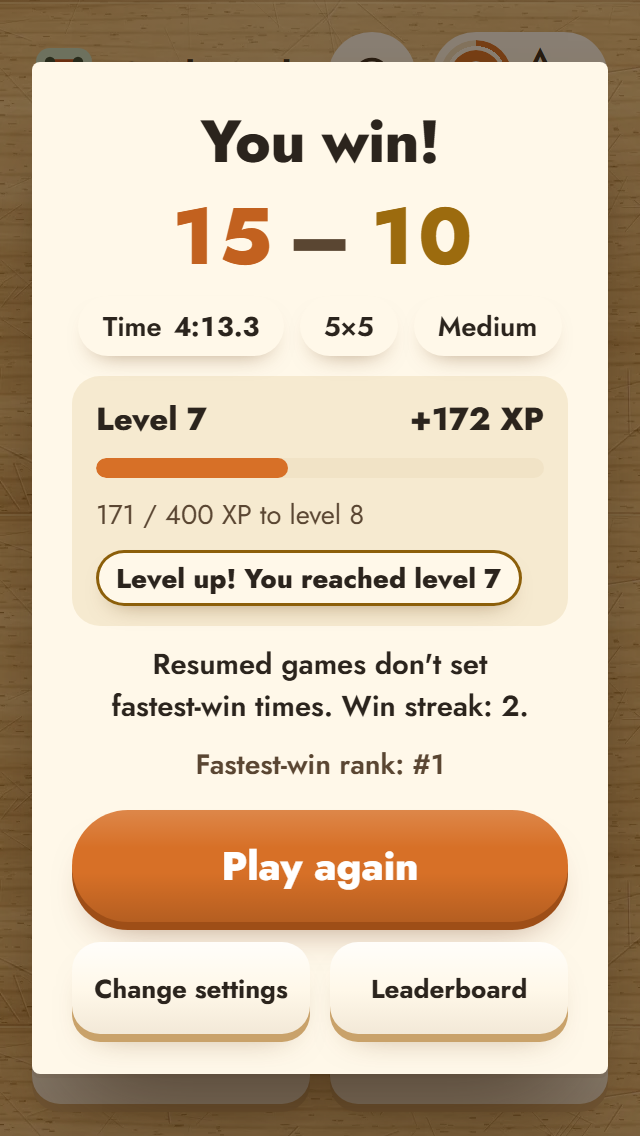 You win!
15 – 10
Time 4:13.3 5×5 Medium
Level 7 +172 XP
171 / 400 XP to level 8
Level up! You reached level 7
Resumed games don't set
fastest-win times. Win streak: 2.
Fastest-win rank: #1
Play again
Change settings Leaderboard